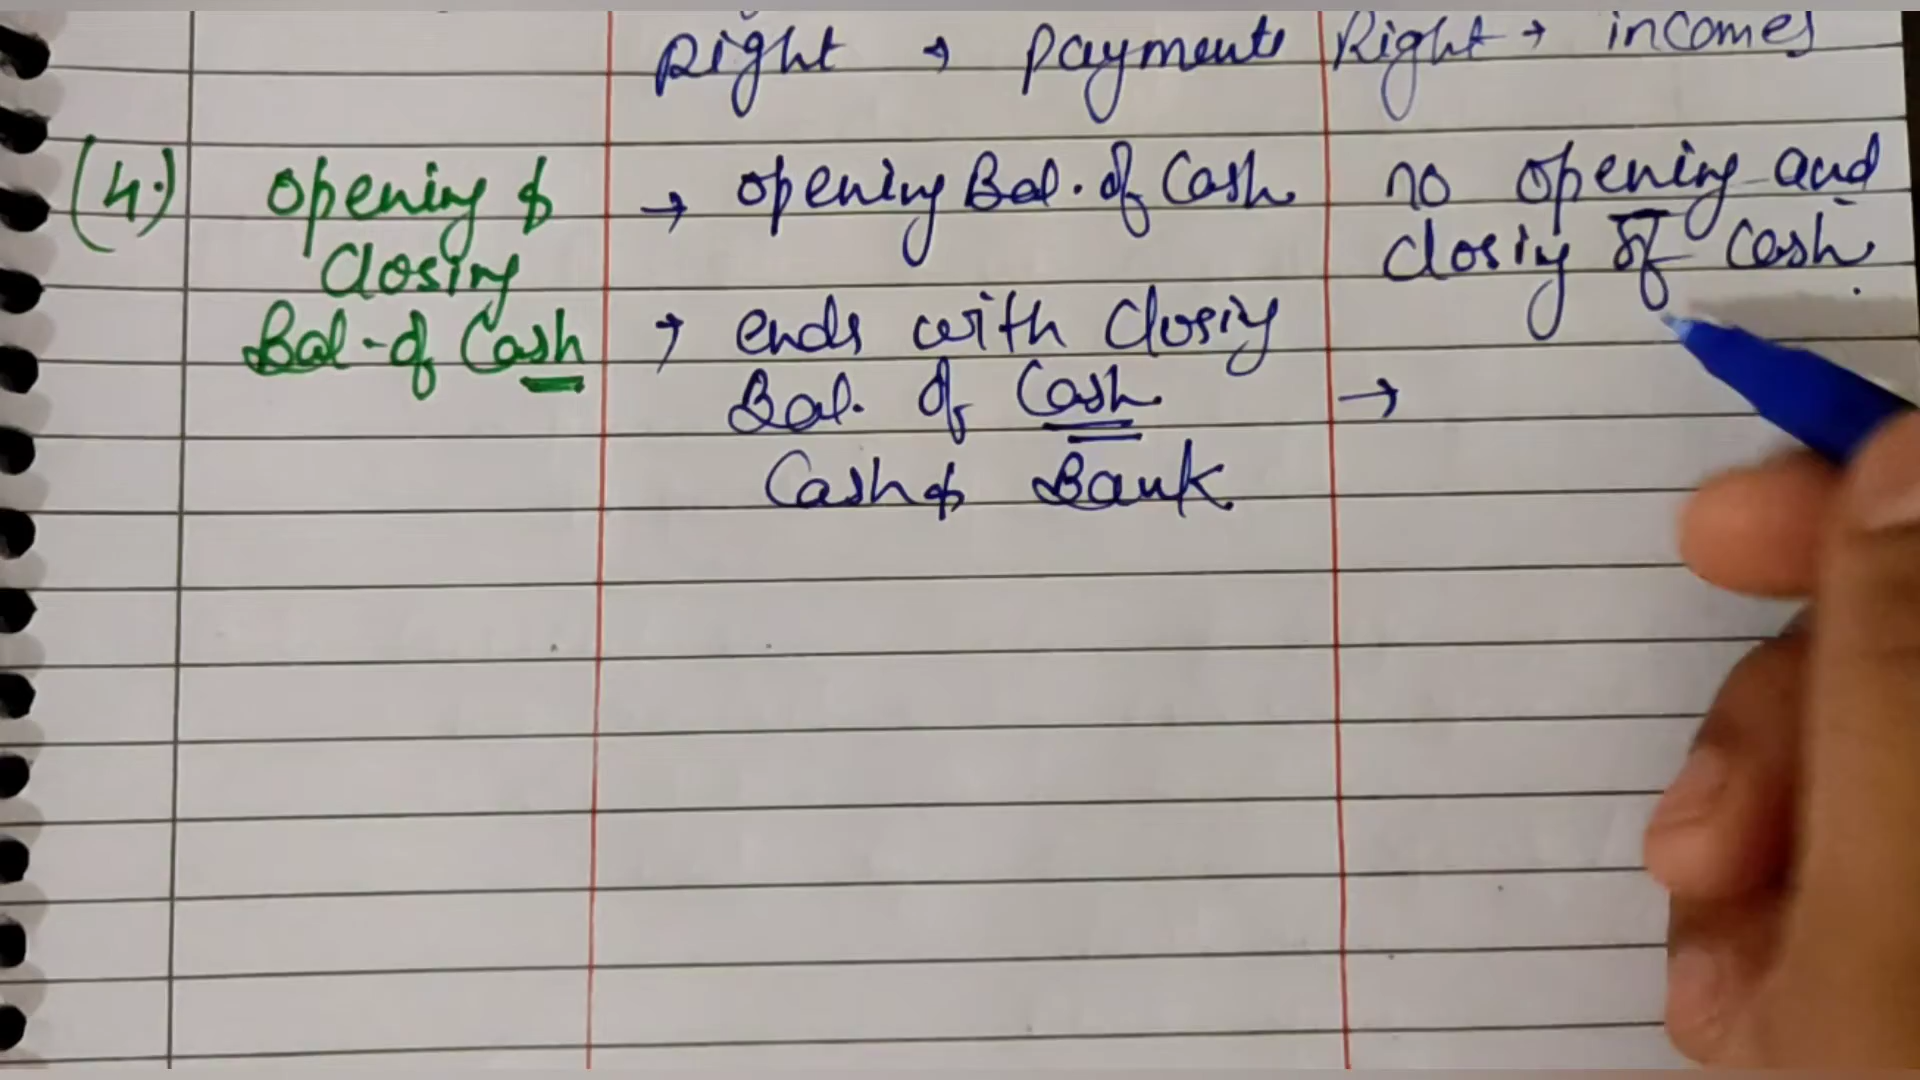 Right → payments Right → incomes
(4.) opening & → opening Bal. of Cash no opening and
Closing closing of cash.
Bal-of Cash → ends with Closing
Bal. of Cash →
Cash & Bank